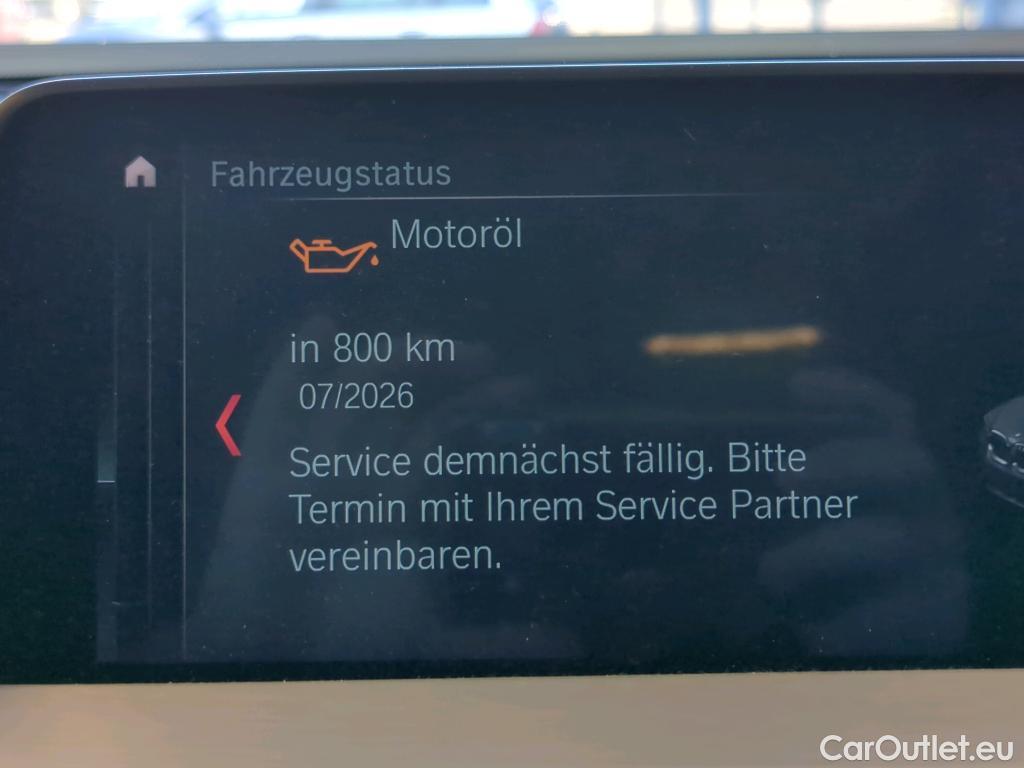 Fahrzeugstatus
Motoröl
in 800 km
07/2026
Service demnächst fällig. Bitte
Termin mit Ihrem Service Partner
vereinbaren.
CarOutlet.eu